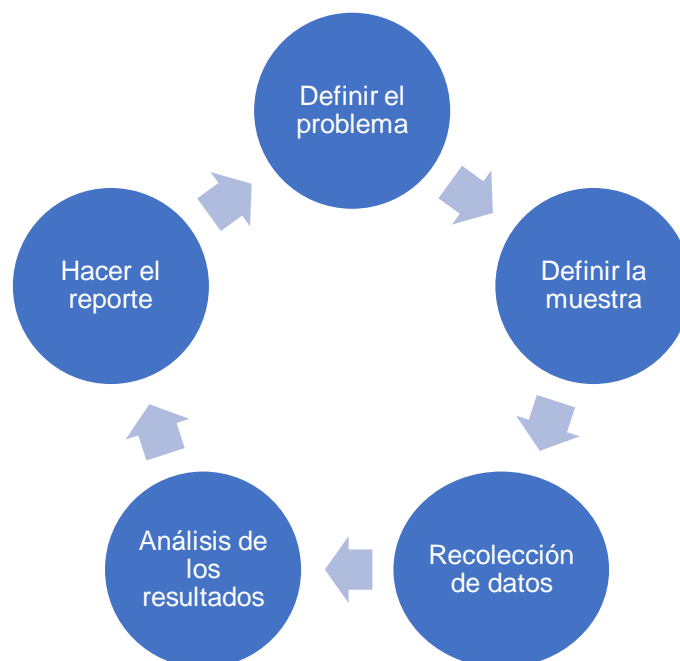 Definir el
problema
Definir la
muestra
Recolección
de datos
Análisis de
los
resultados
Hacer el
reporte